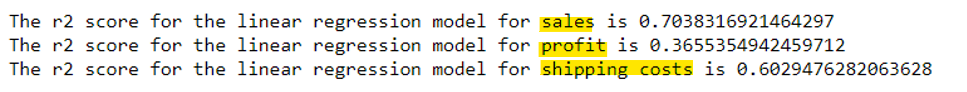 The r2 score for the linear regression model for sales is 0.7038316921464297
The r2 score for the linear regression model for profit is 0.3655354942459712
The r2 score for the linear regression model for shipping costs is 0.6029476282063628